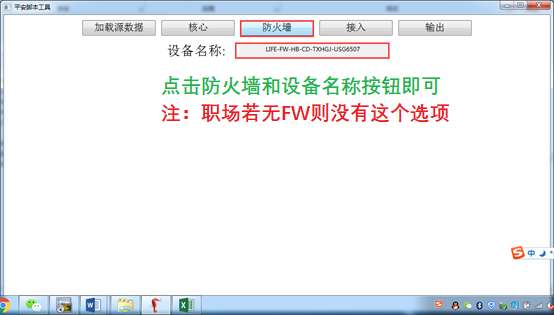 平安脚本工具
加载源数据 核心 防火墙 接入 输出
设备名称: LIFE-FW-HB-CD-TXHGJ-USG6507
点击防火墙和设备名称按钮即可
注：职场若无FW则没有这个选项
中